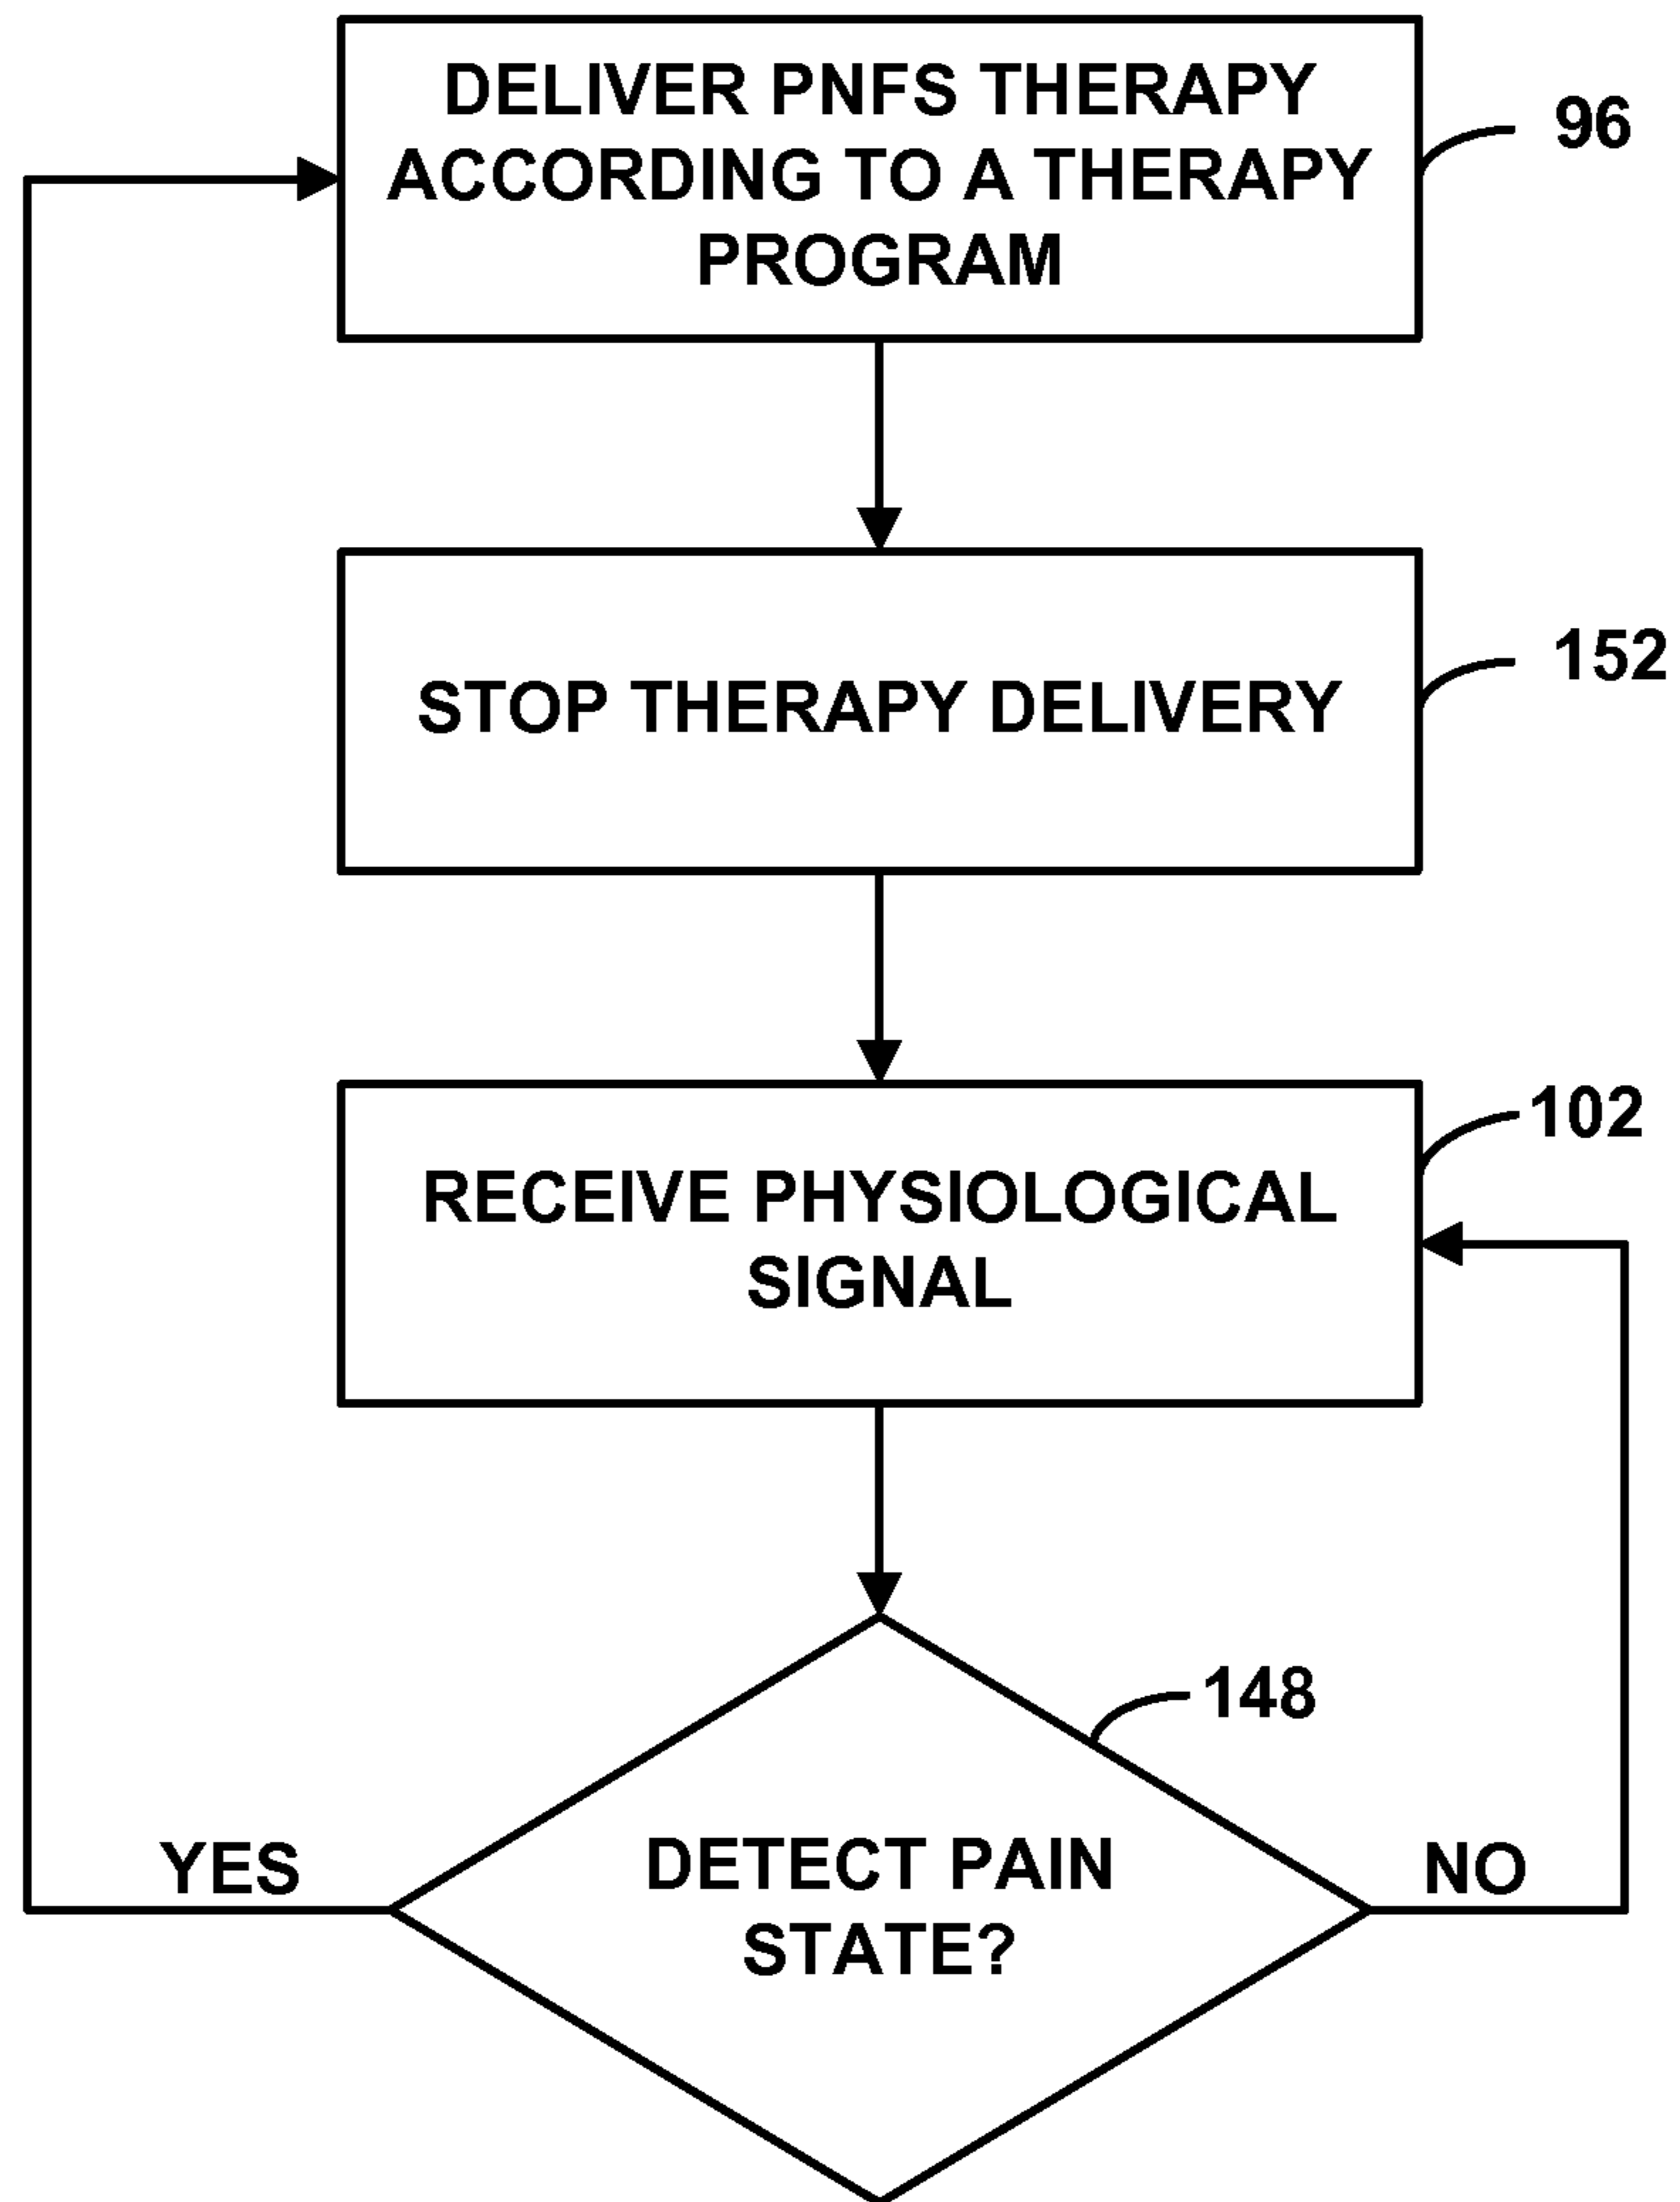 DELIVER PNFS THERAPY
ACCORDING TO A THERAPY
PROGRAM
96
STOP THERAPY DELIVERY
152
RECEIVE PHYSIOLOGICAL
SIGNAL
102
148
DETECT PAIN
STATE?
YES
NO